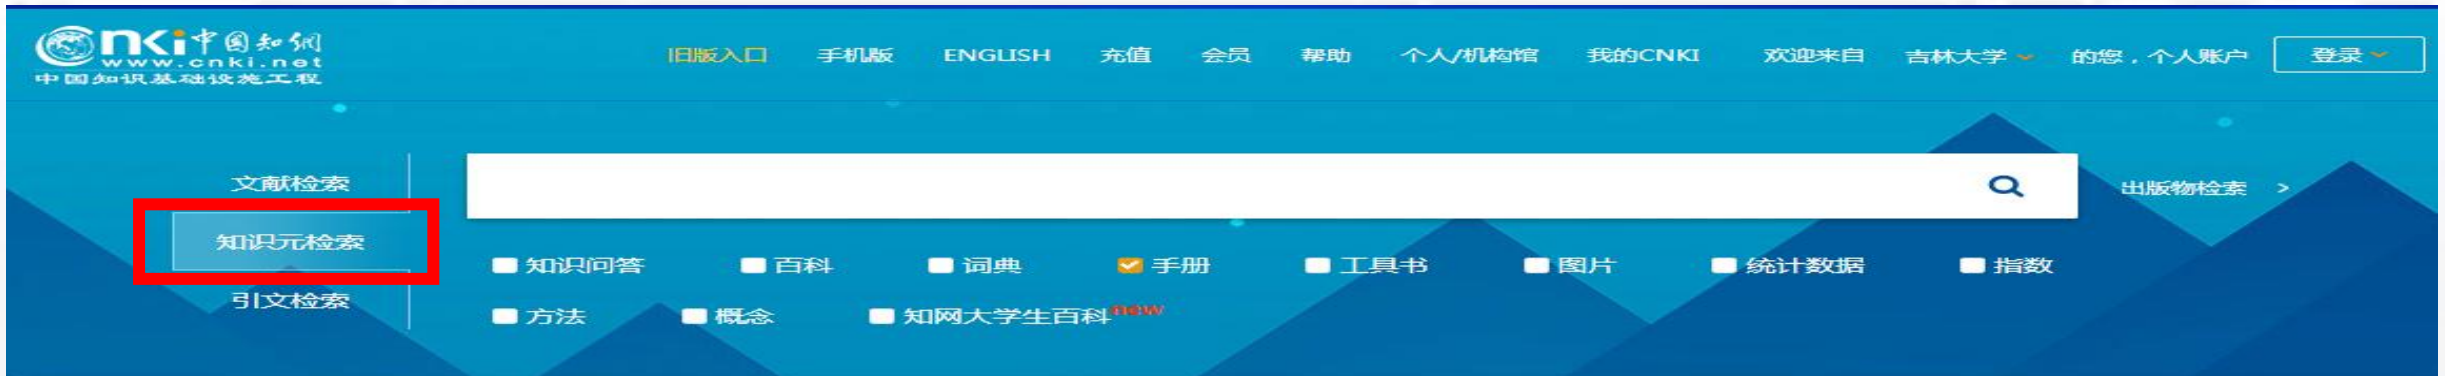 cnki中国知网
www.cnki.net
中国知识基础设施工程
旧版入口 手机版 ENGLISH 充值 会员 帮助 个人/机构馆 我的CNKI 欢迎来自 吉林大学 的您，个人账户 登录
文献检索
出版物检索 >
知识元检索
知识问答 百科 词典 手册 工具书 图片 统计数据 指数
引文检索
方法 概念 知网大学生百科new